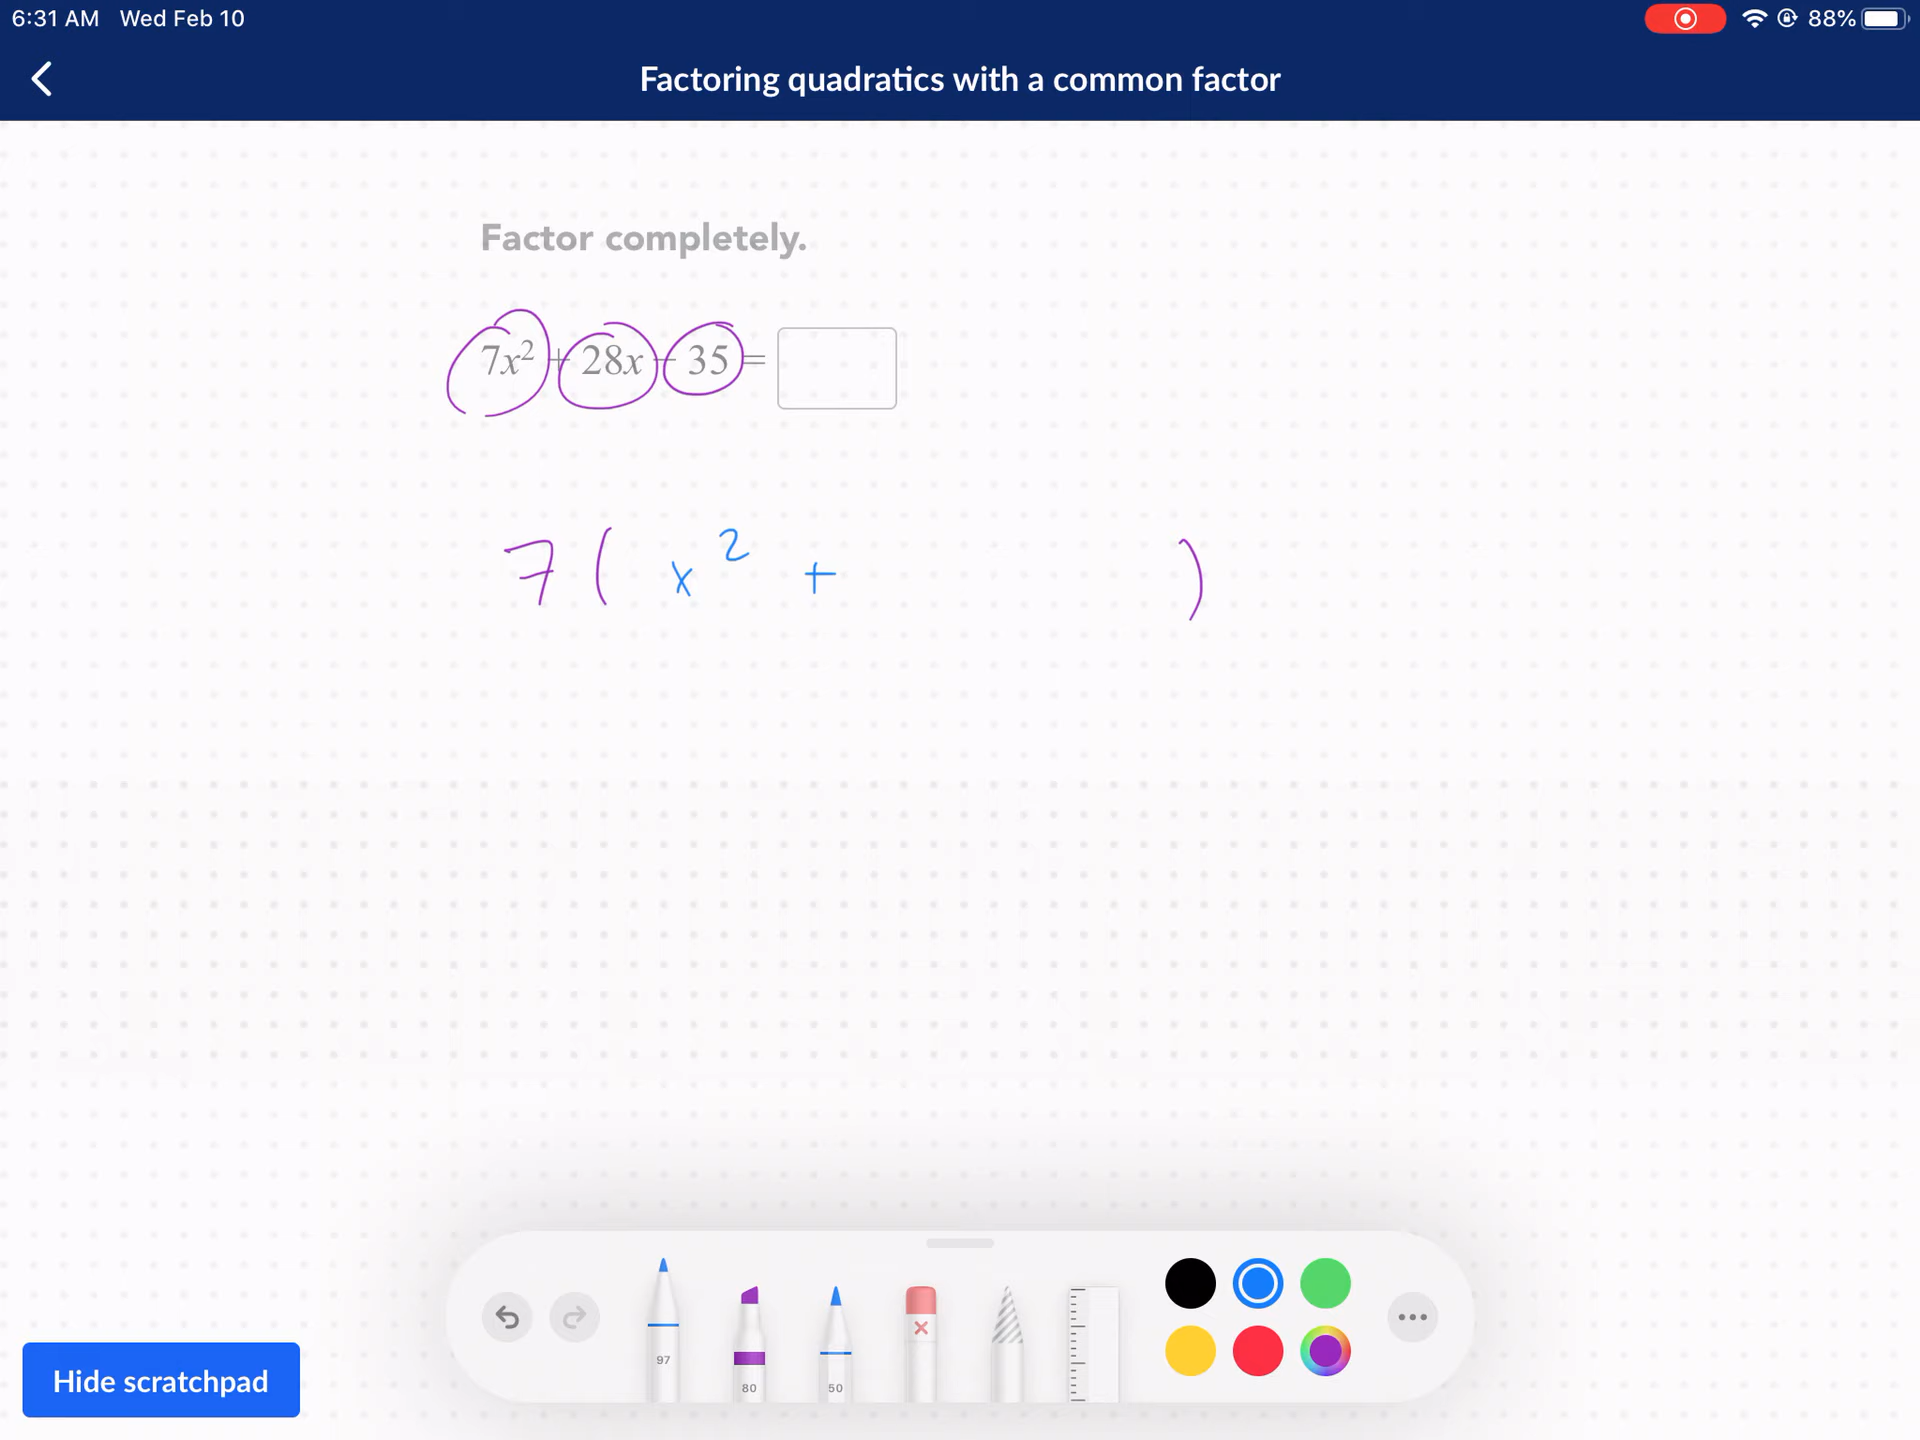 6:31 AM Wed Feb 10 88%
Factoring quadratics with a common factor
Factor completely.
7x² + 28x − 35 =
7 ( x² + )
97 80 50
Hide scratchpad